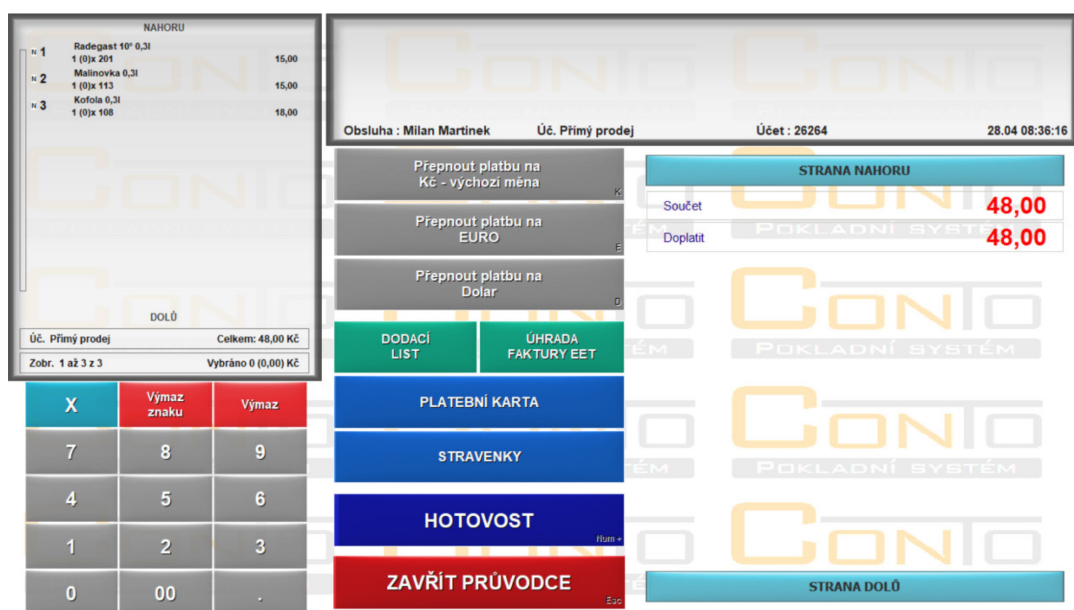 NAHORU
N 1 Radegast 10° 0,3l
1 (0)x 201 15,00
N 2 Malinovka 0,3l
1 (0)x 113 15,00
N 3 Kofola 0,3l
1 (0)x 108 18,00
DOLŮ
Úč. Přímý prodej Celkem: 48,00 Kč
Zobr. 1 až 3 z 3 Vybráno 0 (0,00) Kč
X
Výmaz
znaku
Výmaz
7 8 9
4 5 6
1 2 3
0 00 .
Obsluha : Milan Martinek Úč. Přímý prodej Účet : 26264 28.04 08:36:16
Přepnout platbu na
Kč - výchozí měna
K
Přepnout platbu na
EURO
E
Přepnout platbu na
Dolar
D
DODACÍ
LIST
ÚHRADA
FAKTURY EET
PLATEBNÍ KARTA
STRAVENKY
HOTOVOST
Num +
ZAVŘÍT PRŮVODCE
Esc
STRANA NAHORU
Součet 48,00
Doplatit 48,00
CONTO
POKLADNÍ SYSTÉM
CONTO
POKLADNÍ SYSTÉM
CONTO
STRANA DOLŮ